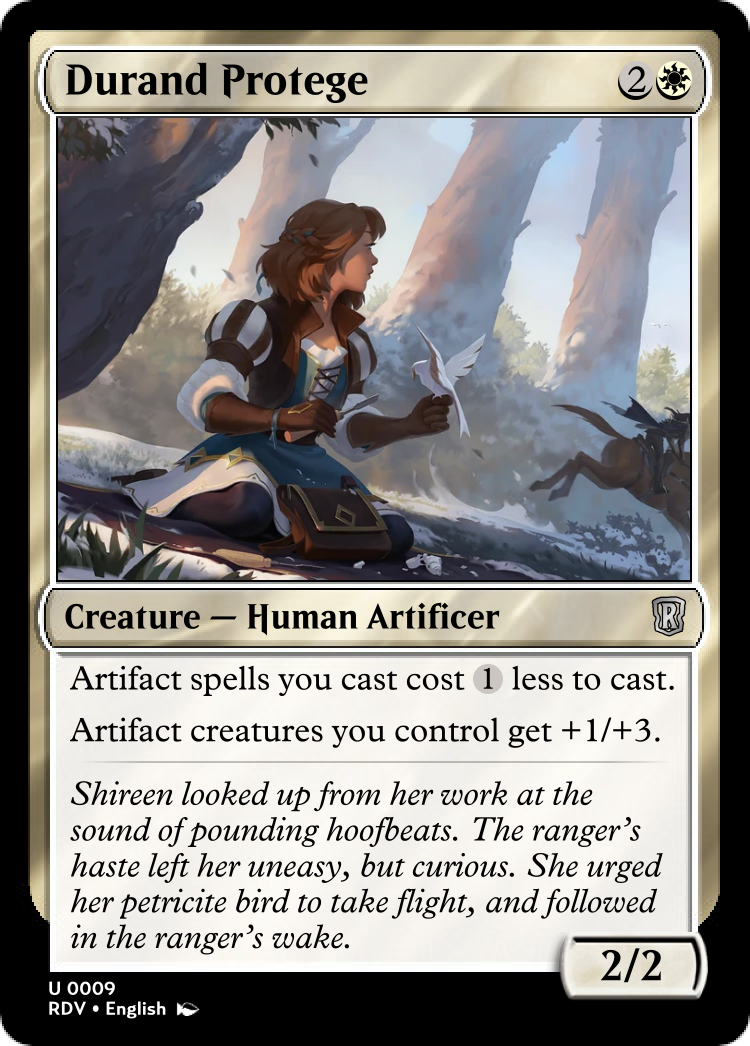 Durand Protege 2
Creature — Human Artificer R
Artifact spells you cast cost 1 less to cast.
Artifact creatures you control get +1/+3.
Shireen looked up from her work at the
sound of pounding hoofbeats. The ranger's
haste left her uneasy, but curious. She urged
her petricite bird to take flight, and followed
in the ranger's wake.
2/2
U 0009
RDV • English